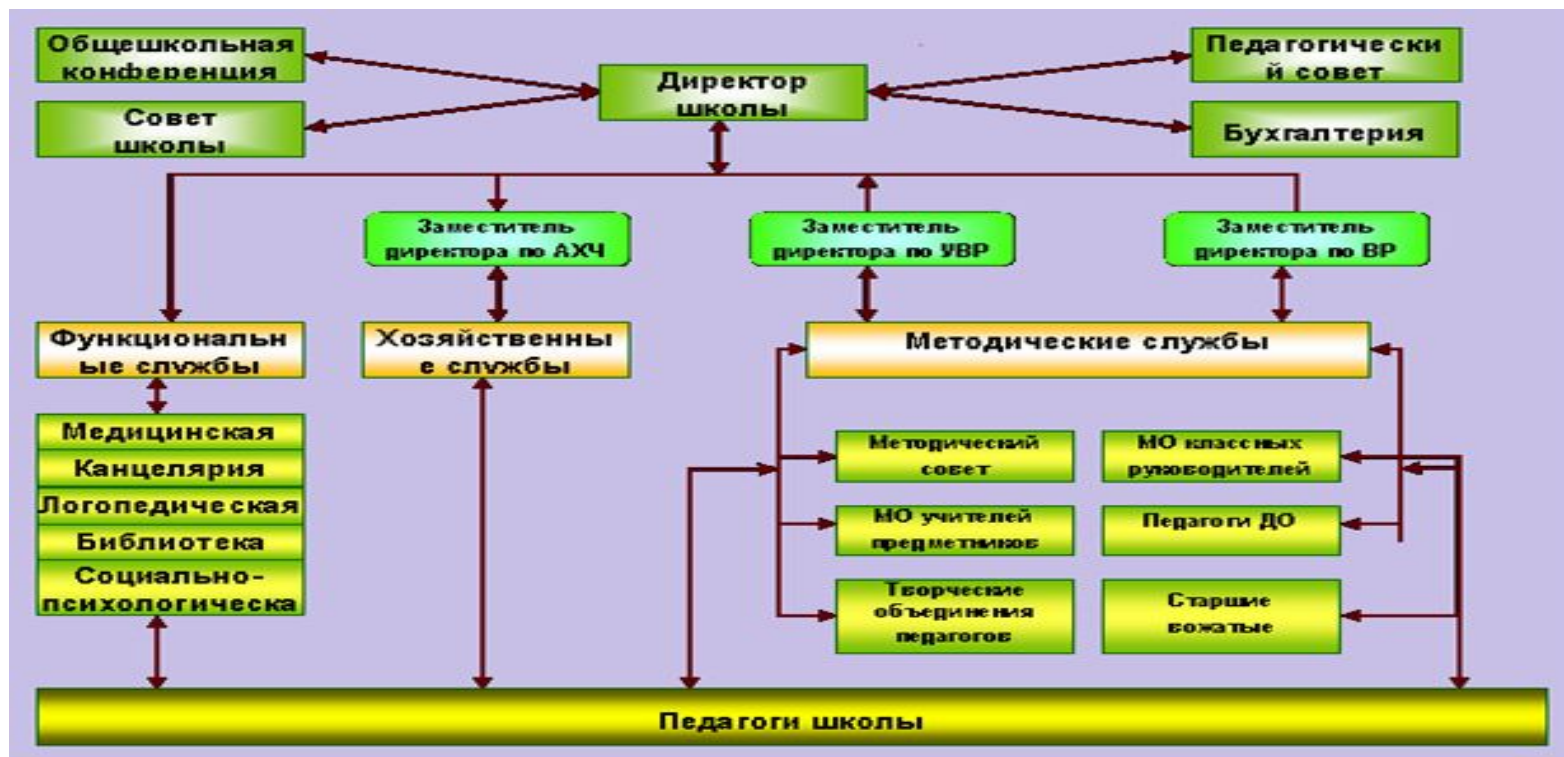 Общешкольная
конференция
Директор
школы
Педагогически
й совет
Совет
школы
Бухгалтерия
Заместитель
директора по АХЧ
Заместитель
директора по УВР
Заместитель
директора по ВР
Функциональн
ые службы
Хозяйственны
е службы
Методические службы
Медицинская
Канцелярия
Логопедическая
Библиотека
Социально-
психологическа
Методический
совет
МО классных
руководителей
МО учителей
предметников
Педагоги ДО
Творческие
объединения
педагогов
Старшие
вожатые
Педагоги школы